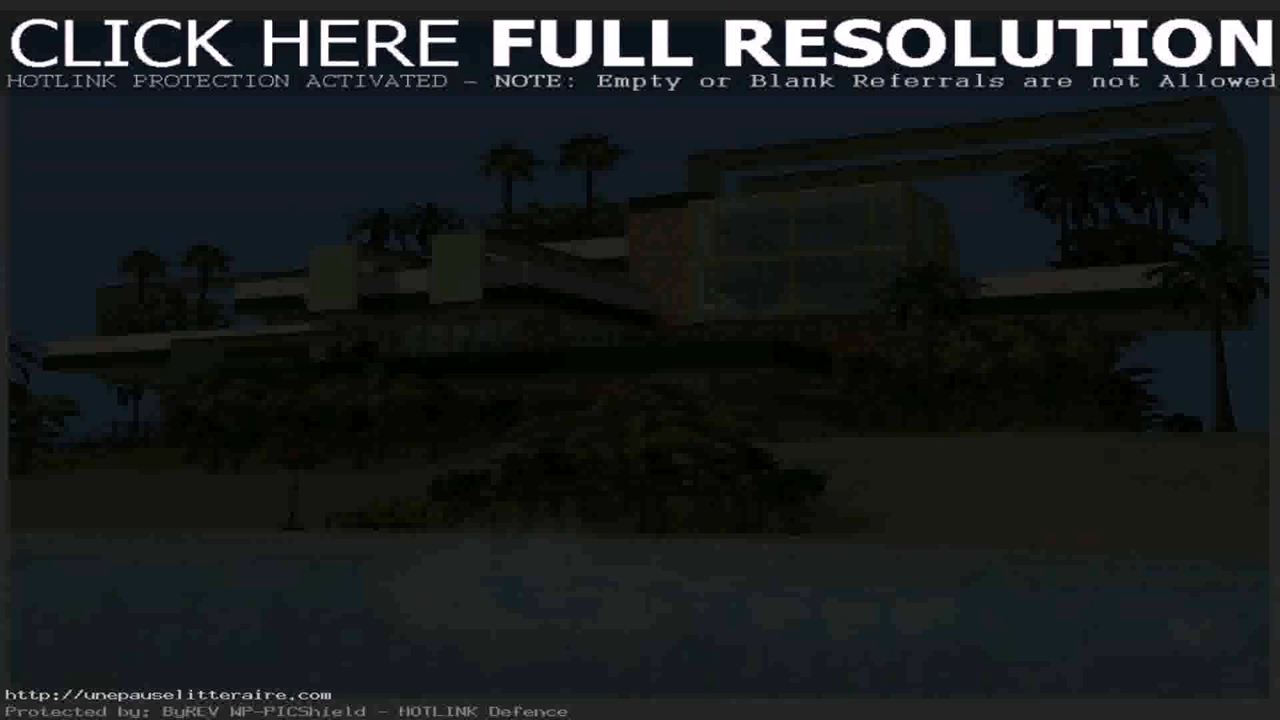 CLICK HERE FULL RESOLUTION
HOTLINK PROTECTION ACTIVATED – NOTE: Empty or Blank Referrals are not Allowed
http://unepauselitteraire.com
Protected by: ByREV WP-PICShield – HOTLINK Defence